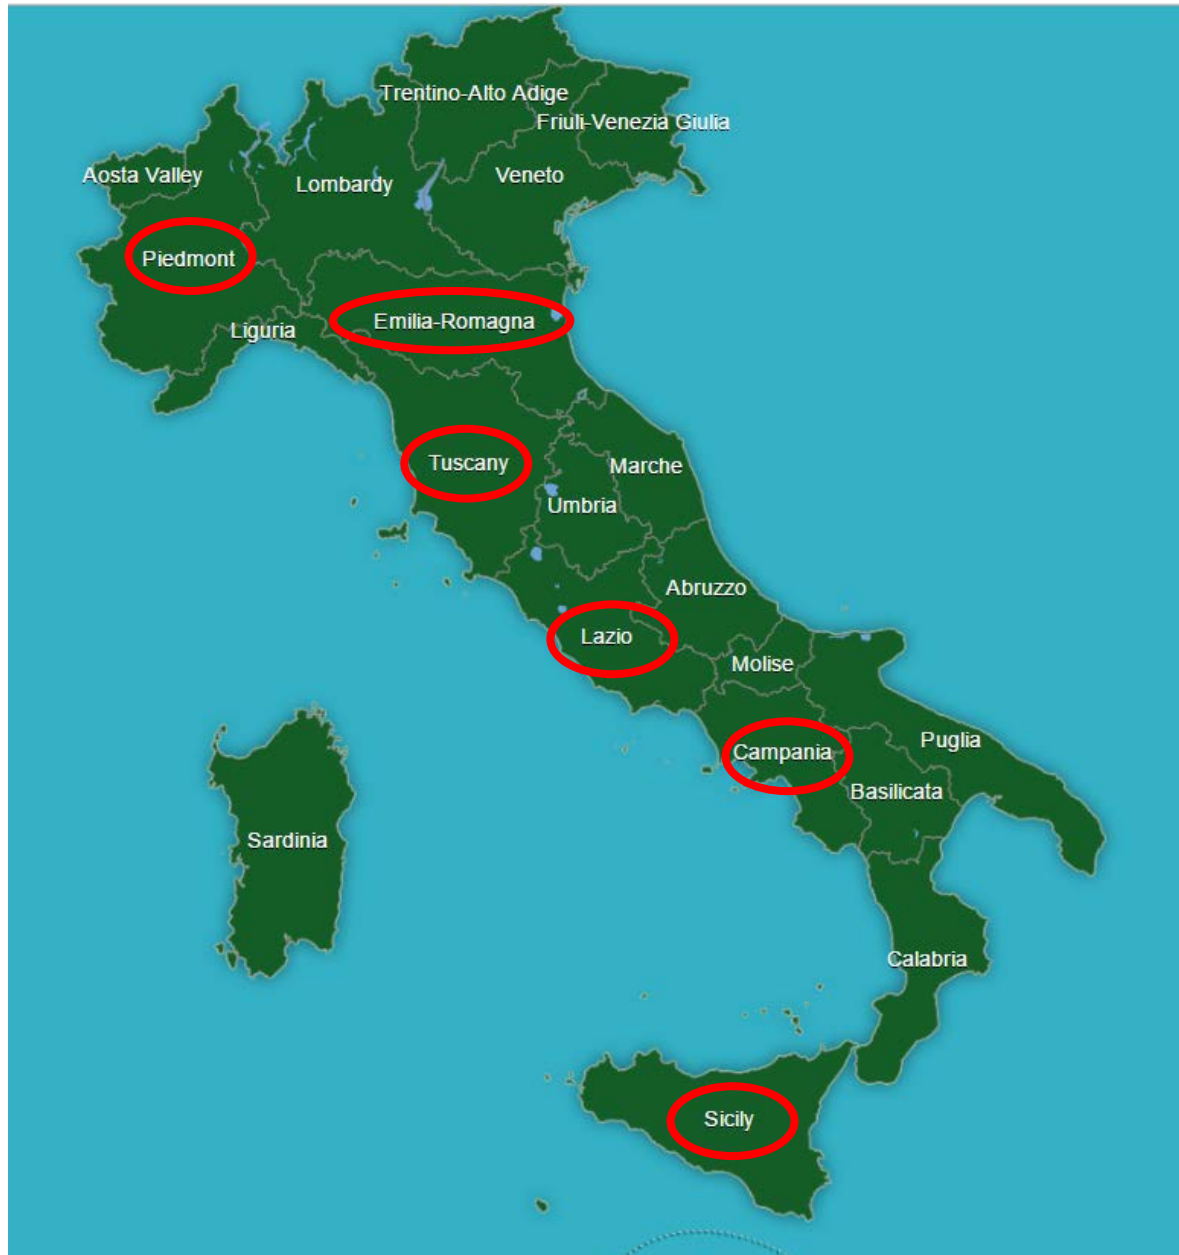 Trentino-Alto Adige
Friuli-Venezia Giulia
Aosta Valley
Lombardy
Veneto
Piedmont
Emilia-Romagna
Liguria
Tuscany
Marche
Umbria
Abruzzo
Lazio
Molise
Campania
Puglia
Basilicata
Sardinia
Calabria
Sicily